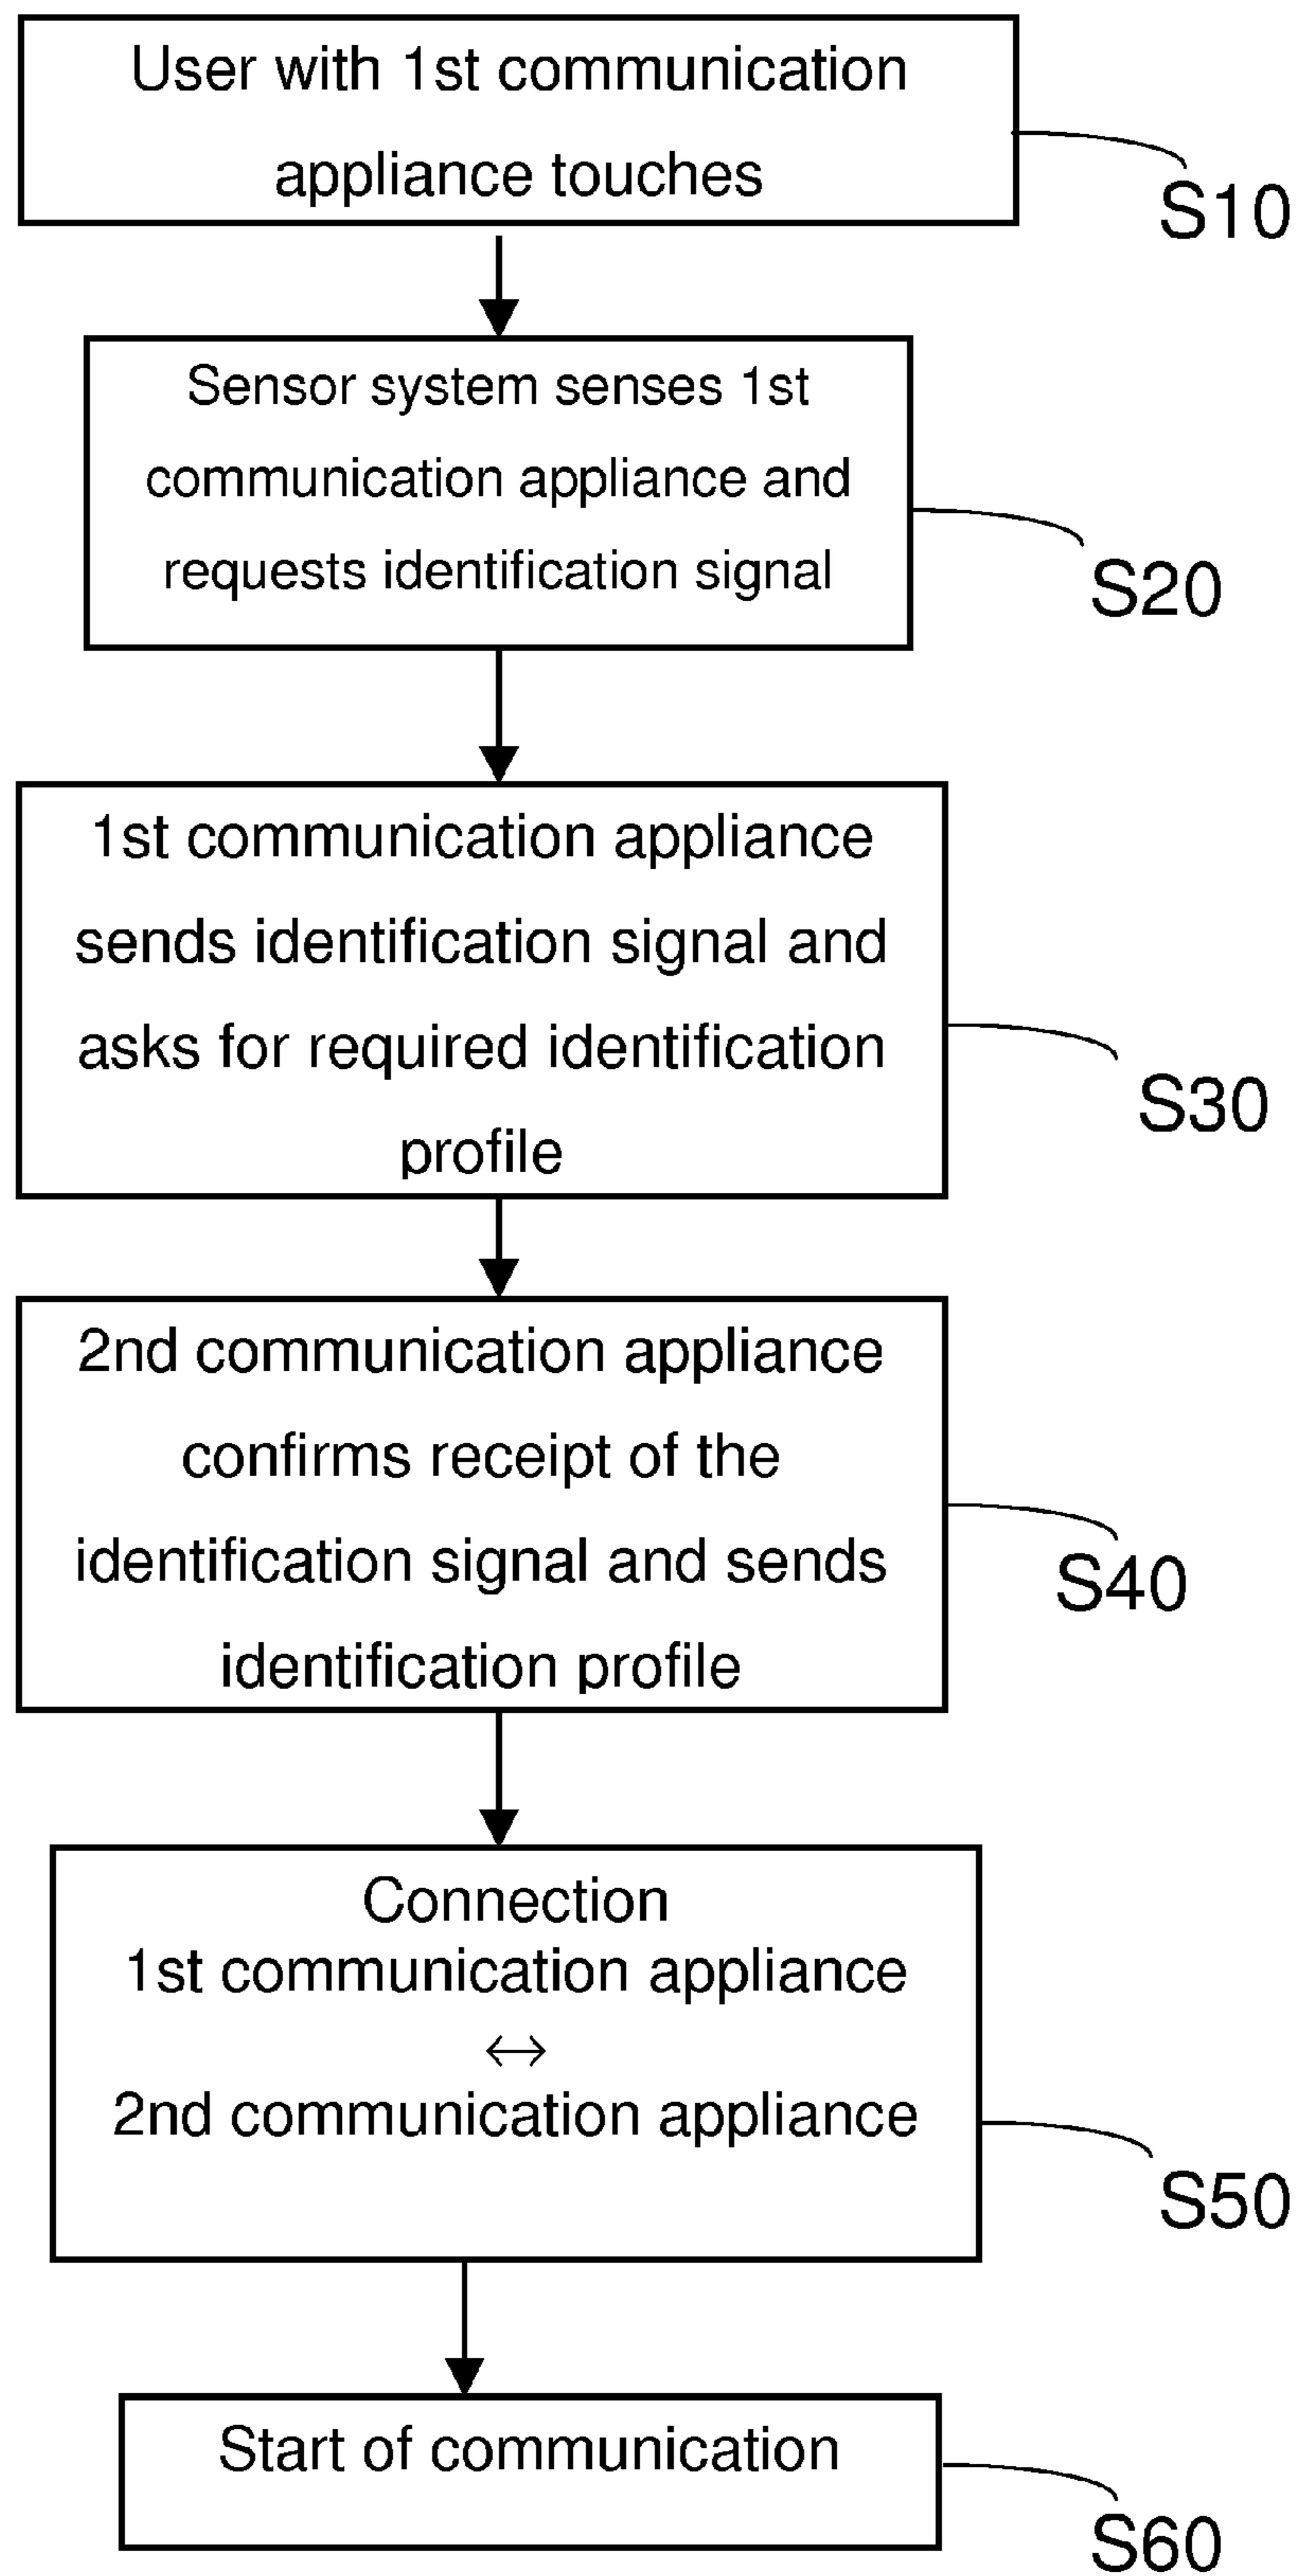 User with 1st communication
appliance touches
S10
Sensor system senses 1st
communication appliance and
requests identification signal
S20
1st communication appliance
sends identification signal and
asks for required identification
profile
S30
2nd communication appliance
confirms receipt of the
identification signal and sends
identification profile
S40
Connection
1st communication appliance
↔
2nd communication appliance
S50
Start of communication
S60